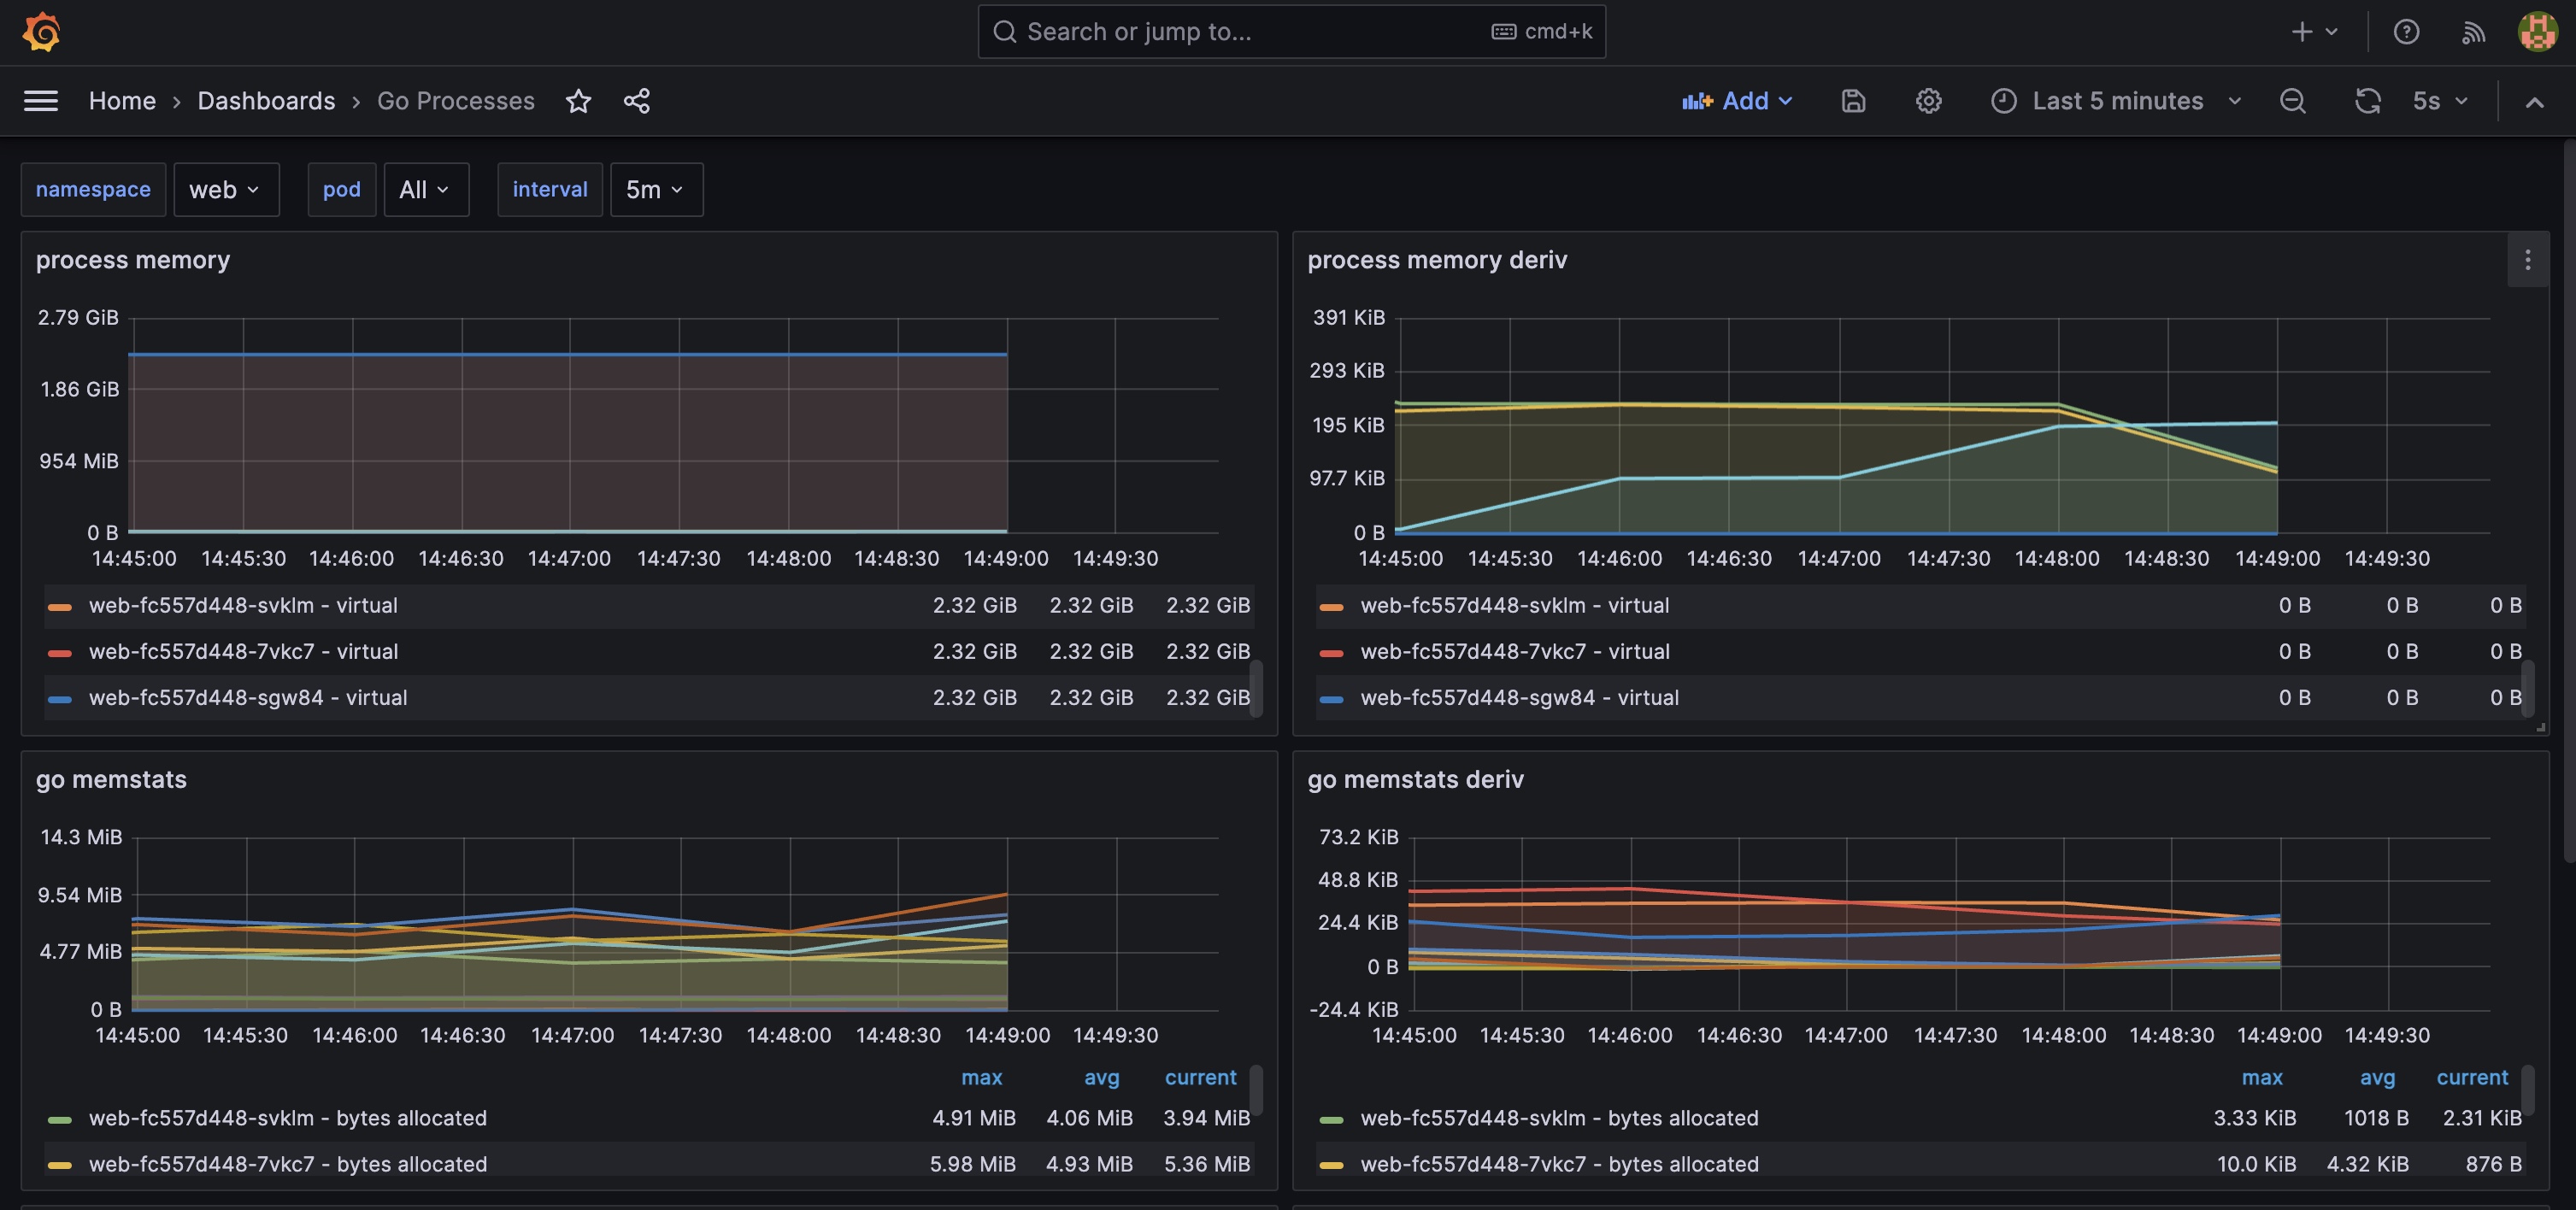 Search or jump to... cmd+k
Home › Dashboards › Go Processes Add Last 5 minutes 5s
namespace web pod All interval 5m
process memory
2.79 GiB
1.86 GiB
954 MiB
0 B
14:45:00 14:45:30 14:46:00 14:46:30 14:47:00 14:47:30 14:48:00 14:48:30 14:49:00 14:49:30
web-fc557d448-svklm - virtual 2.32 GiB 2.32 GiB 2.32 GiB
web-fc557d448-7vkc7 - virtual 2.32 GiB 2.32 GiB 2.32 GiB
web-fc557d448-sgw84 - virtual 2.32 GiB 2.32 GiB 2.32 GiB
process memory deriv
391 KiB
293 KiB
195 KiB
97.7 KiB
0 B
14:45:00 14:45:30 14:46:00 14:46:30 14:47:00 14:47:30 14:48:00 14:48:30 14:49:00 14:49:30
web-fc557d448-svklm - virtual 0 B 0 B 0 B
web-fc557d448-7vkc7 - virtual 0 B 0 B 0 B
web-fc557d448-sgw84 - virtual 0 B 0 B 0 B
go memstats
14.3 MiB
9.54 MiB
4.77 MiB
0 B
14:45:00 14:45:30 14:46:00 14:46:30 14:47:00 14:47:30 14:48:00 14:48:30 14:49:00 14:49:30
max avg current
web-fc557d448-svklm - bytes allocated 4.91 MiB 4.06 MiB 3.94 MiB
web-fc557d448-7vkc7 - bytes allocated 5.98 MiB 4.93 MiB 5.36 MiB
go memstats deriv
73.2 KiB
48.8 KiB
24.4 KiB
0 B
-24.4 KiB
14:45:00 14:45:30 14:46:00 14:46:30 14:47:00 14:47:30 14:48:00 14:48:30 14:49:00 14:49:30
max avg current
web-fc557d448-svklm - bytes allocated 3.33 KiB 1018 B 2.31 KiB
web-fc557d448-7vkc7 - bytes allocated 10.0 KiB 4.32 KiB 876 B